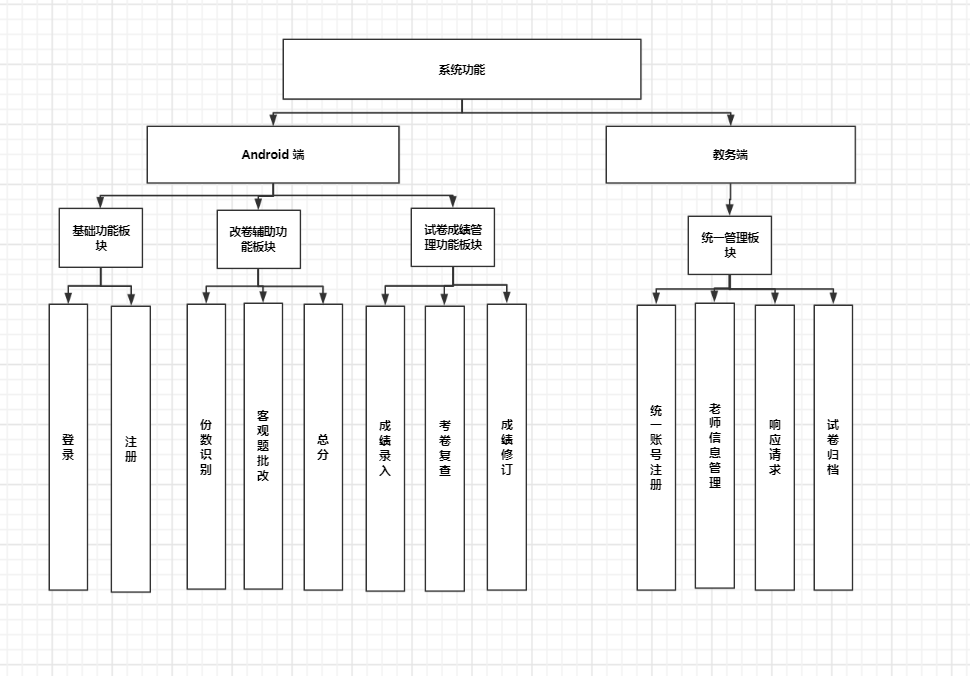 系统功能
Android 端
教务端
基础功能板
块
改卷辅助功
能板块
试卷成绩管
理功能板块
统一管理板
块
登录
注册
份数识别
客观题批改
总分
成绩录入
考卷复查
成绩修订
统一账号注册
老师信息管理
响应请求
试卷归档